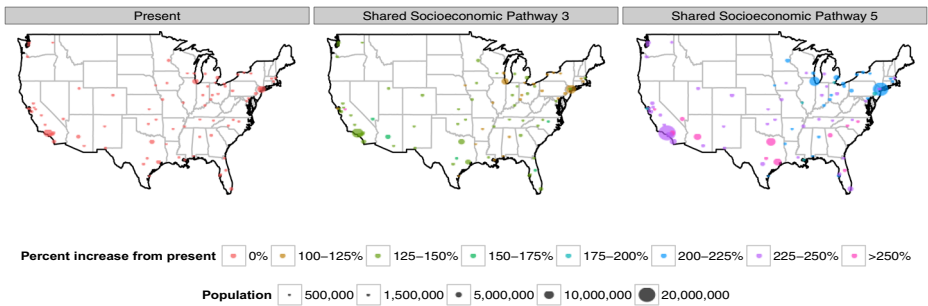 Present
Shared Socioeconomic Pathway 3
Shared Socioeconomic Pathway 5
Percent increase from present 0% 100−125% 125−150% 150−175% 175−200% 200−225% 225−250% >250%
Population 500,000 1,500,000 5,000,000 10,000,000 20,000,000